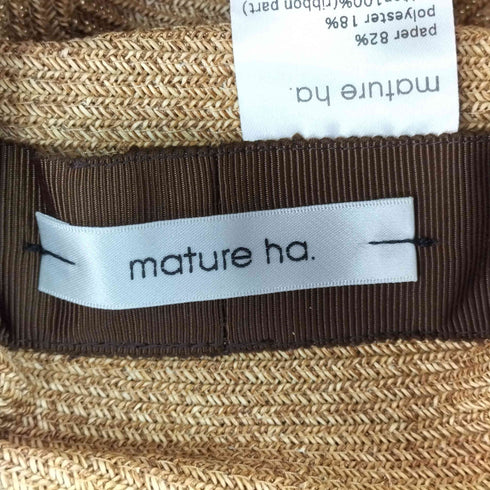 mature ha.
mature ha.
paper 82%
polyester 18%
100%(ribbon part)